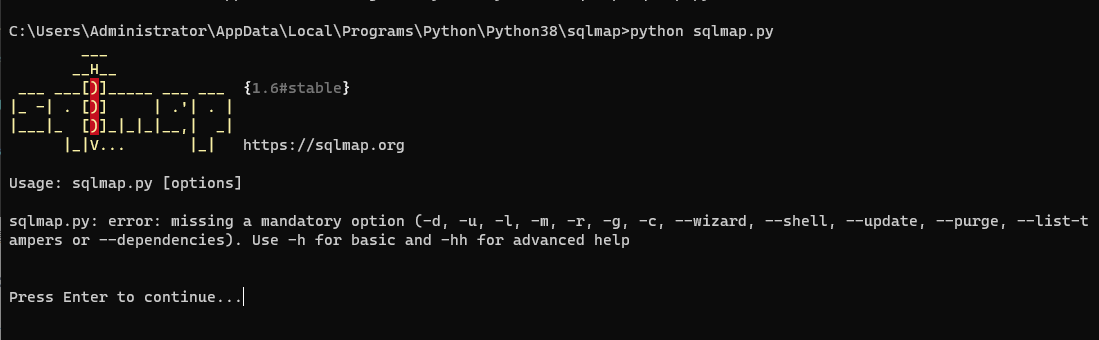 C:\Users\Administrator\AppData\Local\Programs\Python\Python38\sqlmap>python sqlmap.py
        ___
       __H__
 ___ ___[)]_____ ___ ___  {1.6#stable}
|_ -| . [)]     | .'| . |
|___|_  [)]_|_|_|__,|  _|
      |_|V...       |_|   https://sqlmap.org
Usage: sqlmap.py [options]
sqlmap.py: error: missing a mandatory option (-d, -u, -l, -m, -r, -g, -c, --wizard, --shell, --update, --purge, --list-t
ampers or --dependencies). Use -h for basic and -hh for advanced help
Press Enter to continue...